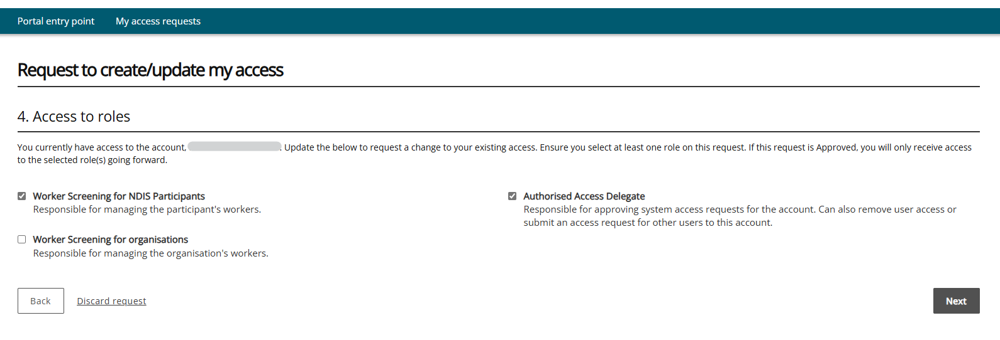 Portal entry point My access requests
Request to create/update my access
4. Access to roles
You currently have access to the account, . Update the below to request a change to your existing access. Ensure you select at least one role on this request. If this request is Approved, you will only receive access
to the selected role(s) going forward.
Worker Screening for NDIS Participants
Responsible for managing the participant's workers.
Worker Screening for organisations
Responsible for managing the organisation's workers.
Authorised Access Delegate
Responsible for approving system access requests for the account. Can also remove user access or
submit an access request for other users to this account.
Back Discard request Next